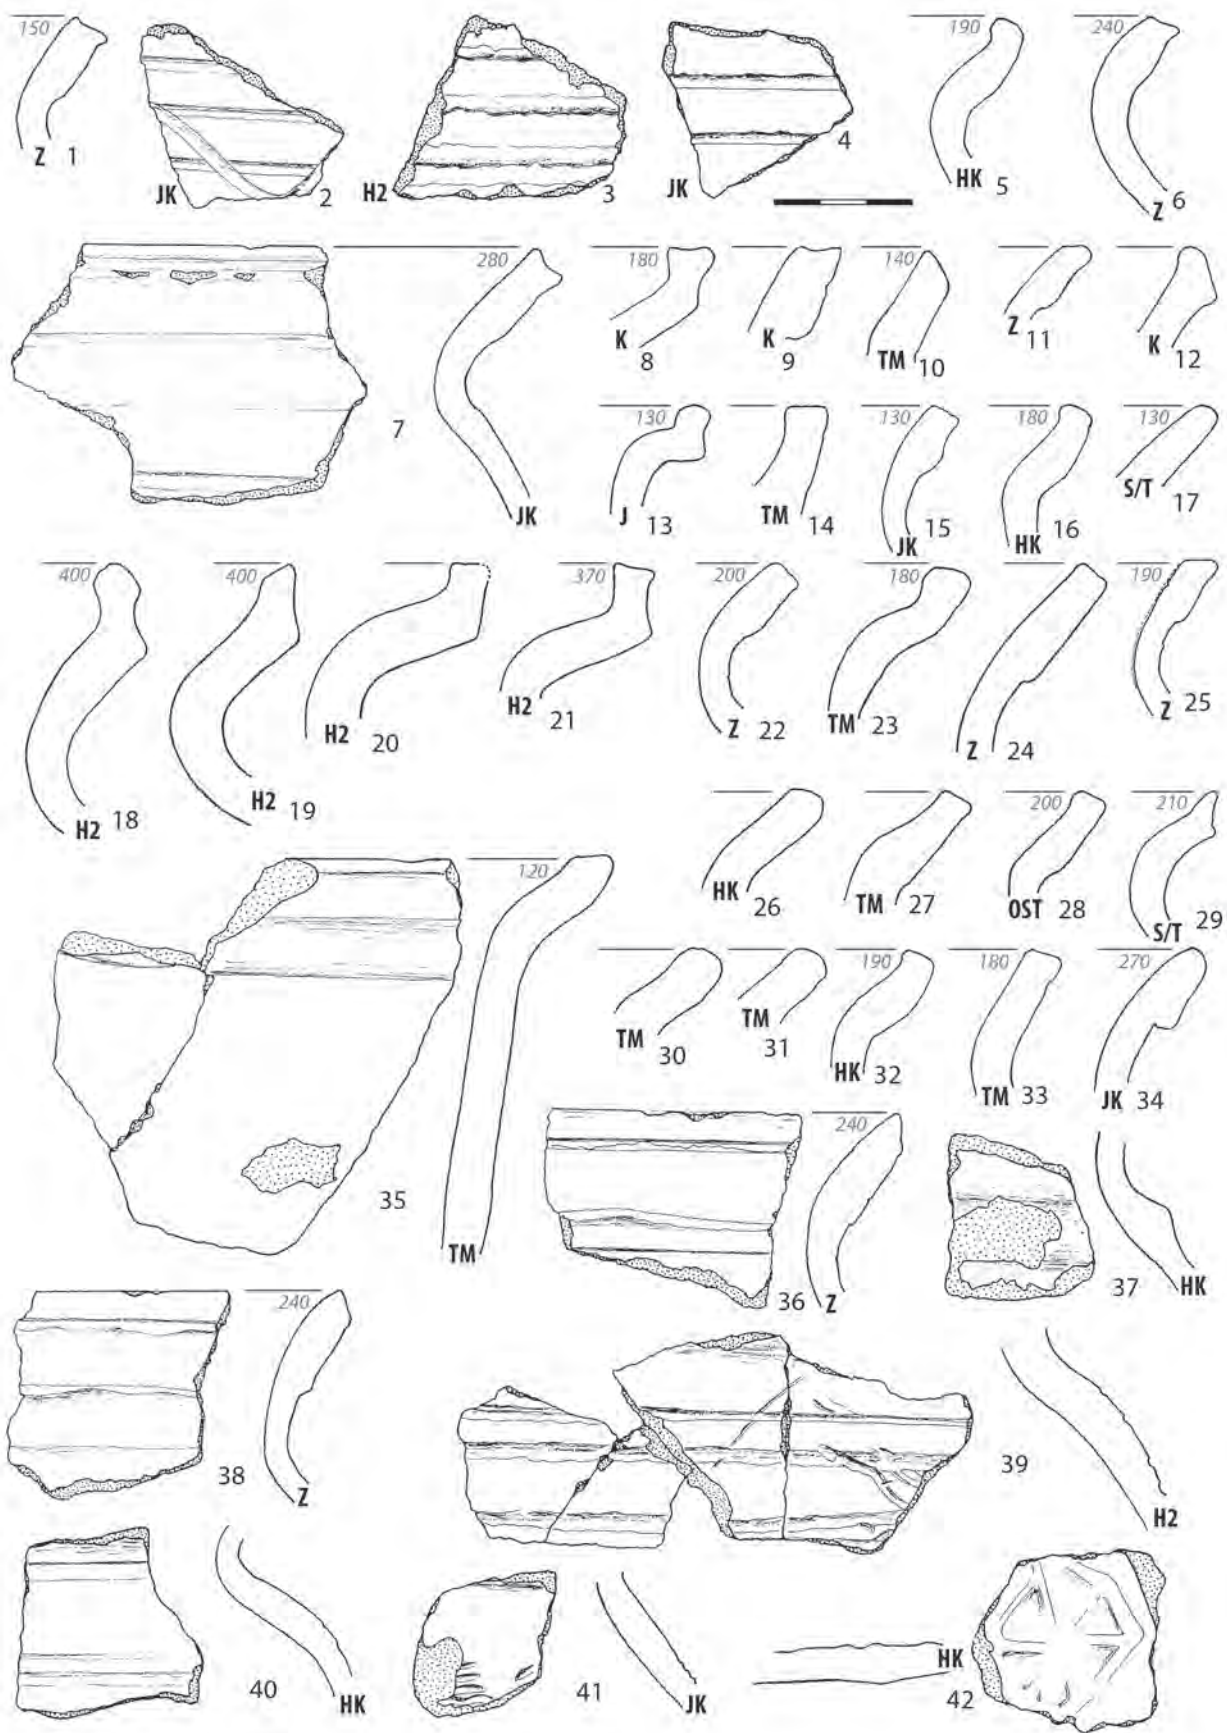 150 190 240
Z 1 JK 2 H2 3 JK 4 HK 5 Z 6
280 180 140
7 JK K 8 K 9 TM 10 Z 11 K 12
130 130 180 130
J 13 TM 14 JK 15 HK 16 S/T 17
400 400 370 200 180 190
H2 18 H2 19 H2 20 H2 21 Z 22 TM 23 Z 24 Z 25
200 210
HK 26 TM 27 OST 28 S/T 29
120 190 180 270
TM 30 TM 31 HK 32 TM 33 JK 34
35 TM
240
36 Z 37 HK
240
38 Z 39 H2
40 HK 41 JK HK 42